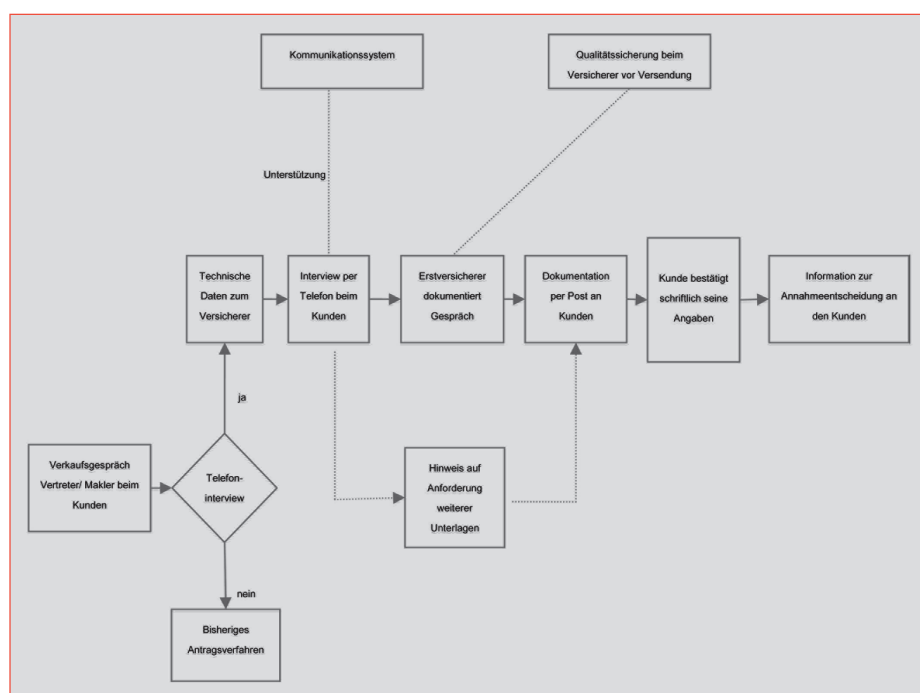 Kommunikationssystem
Qualitätssicherung beim
Versicherer vor Versendung
Unterstützung
Technische
Daten zum
Versicherer
Interview per
Telefon beim
Kunden
Erstversicherer
dokumentiert
Gespräch
Dokumentation
per Post an
Kunden
Kunde bestätigt
schriftlich seine
Angaben
Information zur
Annahmeentscheidung an
den Kunden
ja
Verkaufsgespräch
Vertreter/ Makler beim
Kunden
Telefon-
interview
Hinweis auf
Anforderung
weiterer
Unterlagen
nein
Bisheriges
Antragsverfahren